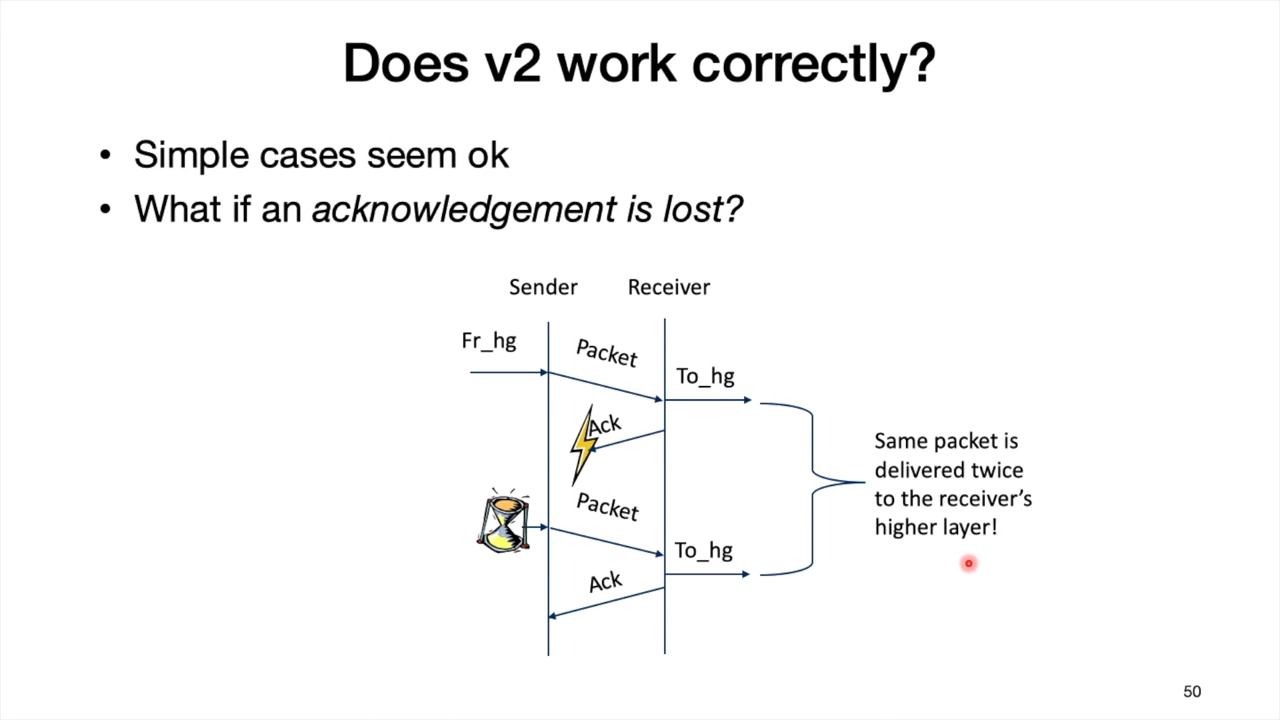 Does v2 work correctly?
• Simple cases seem ok
• What if an acknowledgement is lost?
Sender
Receiver
Fr_hg
Packet
To_hg
Ack
Same packet is
delivered twice
to the receiver's
higher layer!
Packet
To_hg
Ack
50